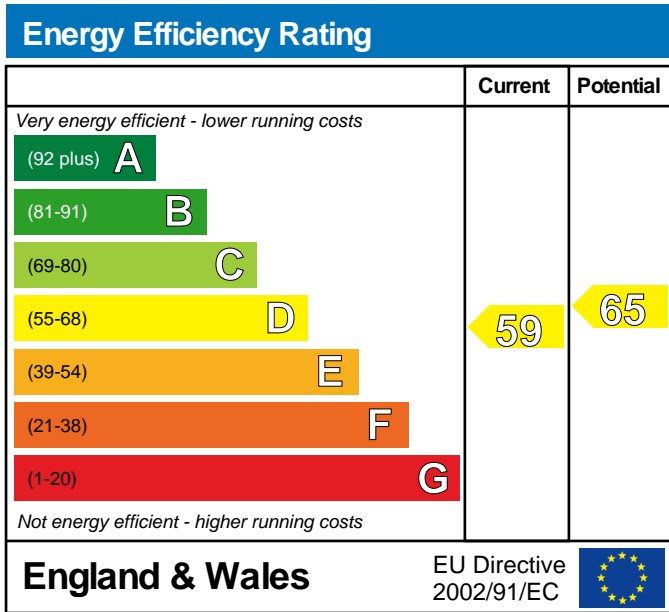 Energy Efficiency Rating
Current Potential
Very energy efficient - lower running costs
(92 plus) A
(81-91) B
(69-80) C
(55-68) D
59 65
(39-54) E
(21-38) F
(1-20) G
Not energy efficient - higher running costs
England & Wales
EU Directive
2002/91/EC